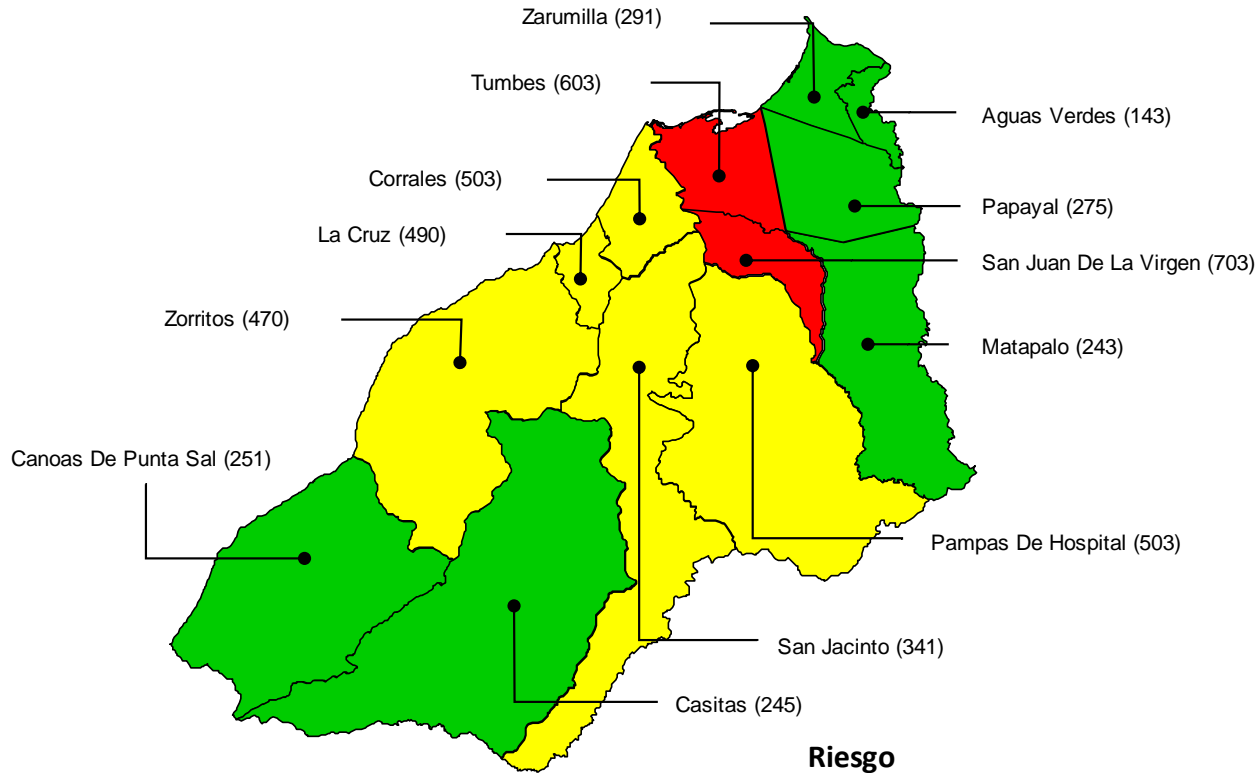 Zarumilla (291)
Tumbes (603)
Aguas Verdes (143)
Corrales (503)
Papayal (275)
La Cruz (490)
San Juan De La Virgen (703)
Zorritos (470)
Matapalo (243)
Canoas De Punta Sal (251)
Pampas De Hospital (503)
San Jacinto (341)
Casitas (245)
Riesgo